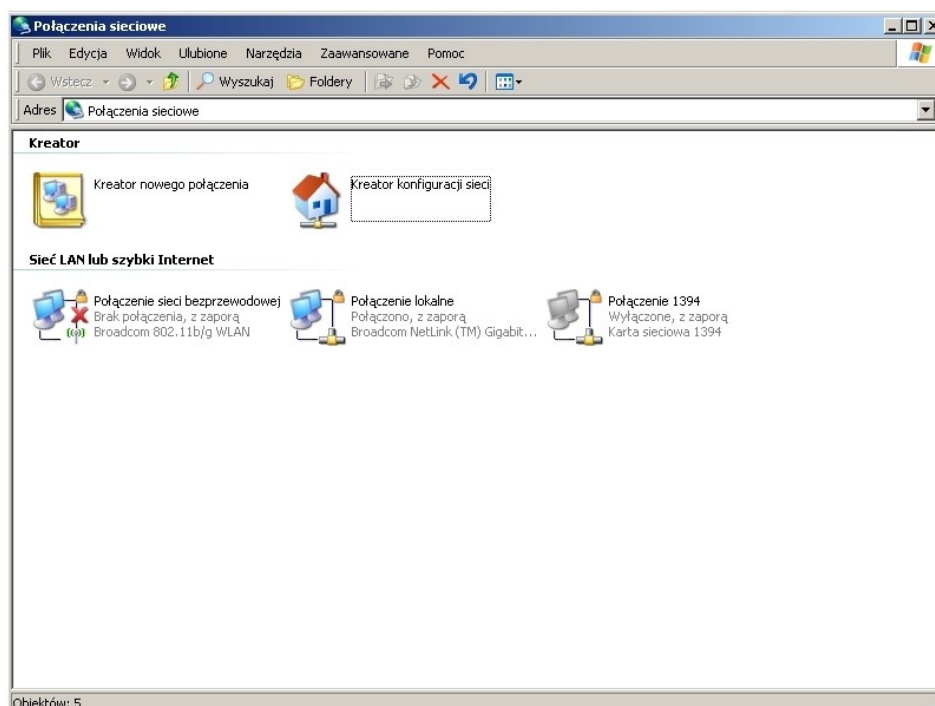 Połączenia sieciowe
Plik Edycja Widok Ulubione Narzędzia Zaawansowane Pomoc
Wstecz Wyszukaj Foldery
Adres Połączenia sieciowe
Kreator
Kreator nowego połączenia Kreator konfiguracji sieci
Sieć LAN lub szybki Internet
Połączenie sieci bezprzewodowej Połączenie lokalne Połączenie 1394
Brak połączenia, z zaporą Połączono, z zaporą Wyłączone, z zaporą
Broadcom 802.11b/g WLAN Broadcom NetLink (TM) Gigabit... Karta sieciowa 1394
Obiektów: 5